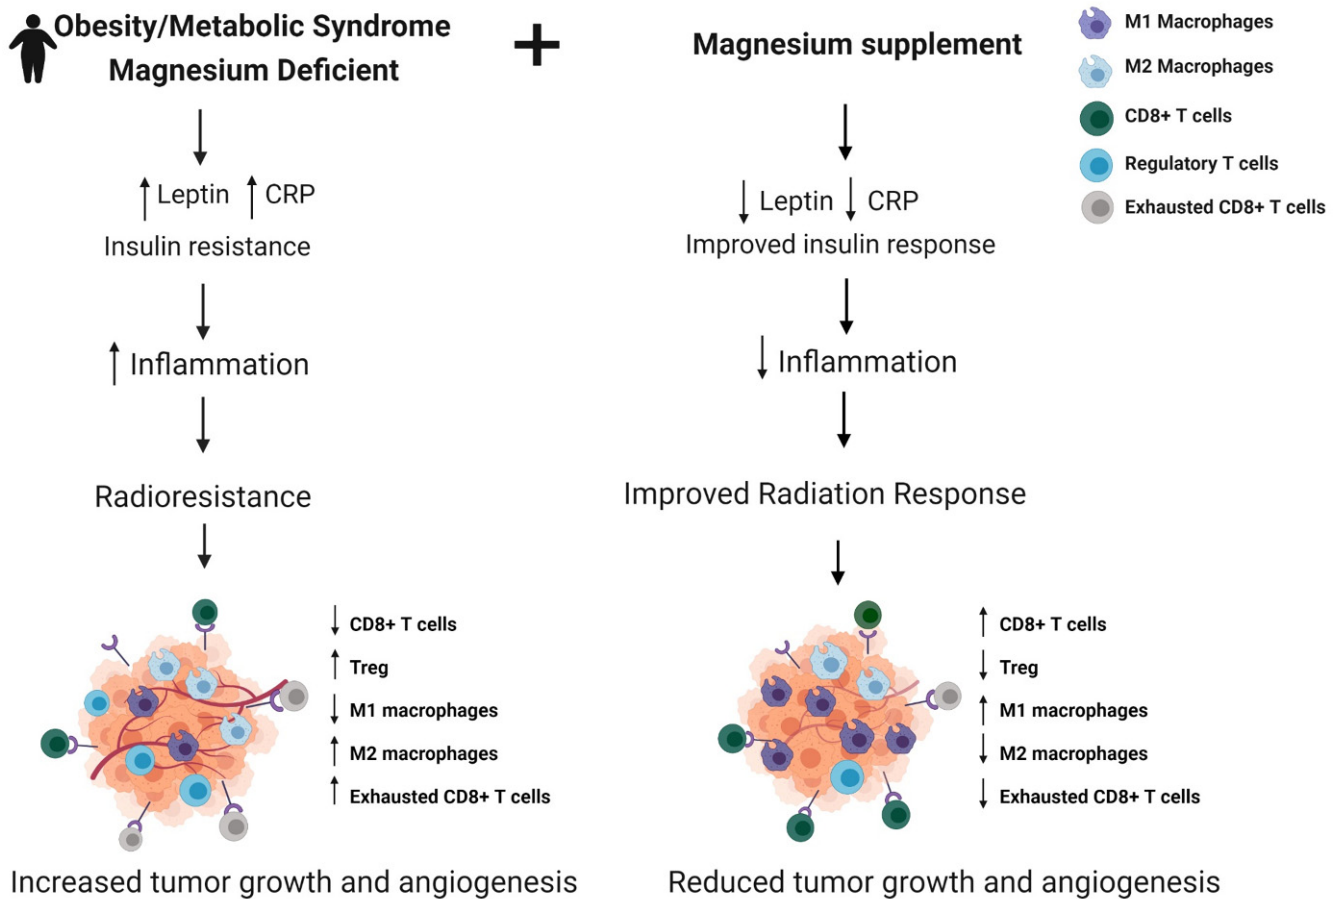 Obesity/Metabolic Syndrome
Magnesium Deficient
↑ Leptin ↑ CRP
Insulin resistance
↑ Inflammation
Radioresistance
↓ CD8+ T cells
↑ Treg
↓ M1 macrophages
↑ M2 macrophages
↑ Exhausted CD8+ T cells
Increased tumor growth and angiogenesis
+
Magnesium supplement
↓ Leptin ↓ CRP
Improved insulin response
↓ Inflammation
Improved Radiation Response
↑ CD8+ T cells
↓ Treg
↑ M1 macrophages
↓ M2 macrophages
↓ Exhausted CD8+ T cells
Reduced tumor growth and angiogenesis
M1 Macrophages
M2 Macrophages
CD8+ T cells
Regulatory T cells
Exhausted CD8+ T cells